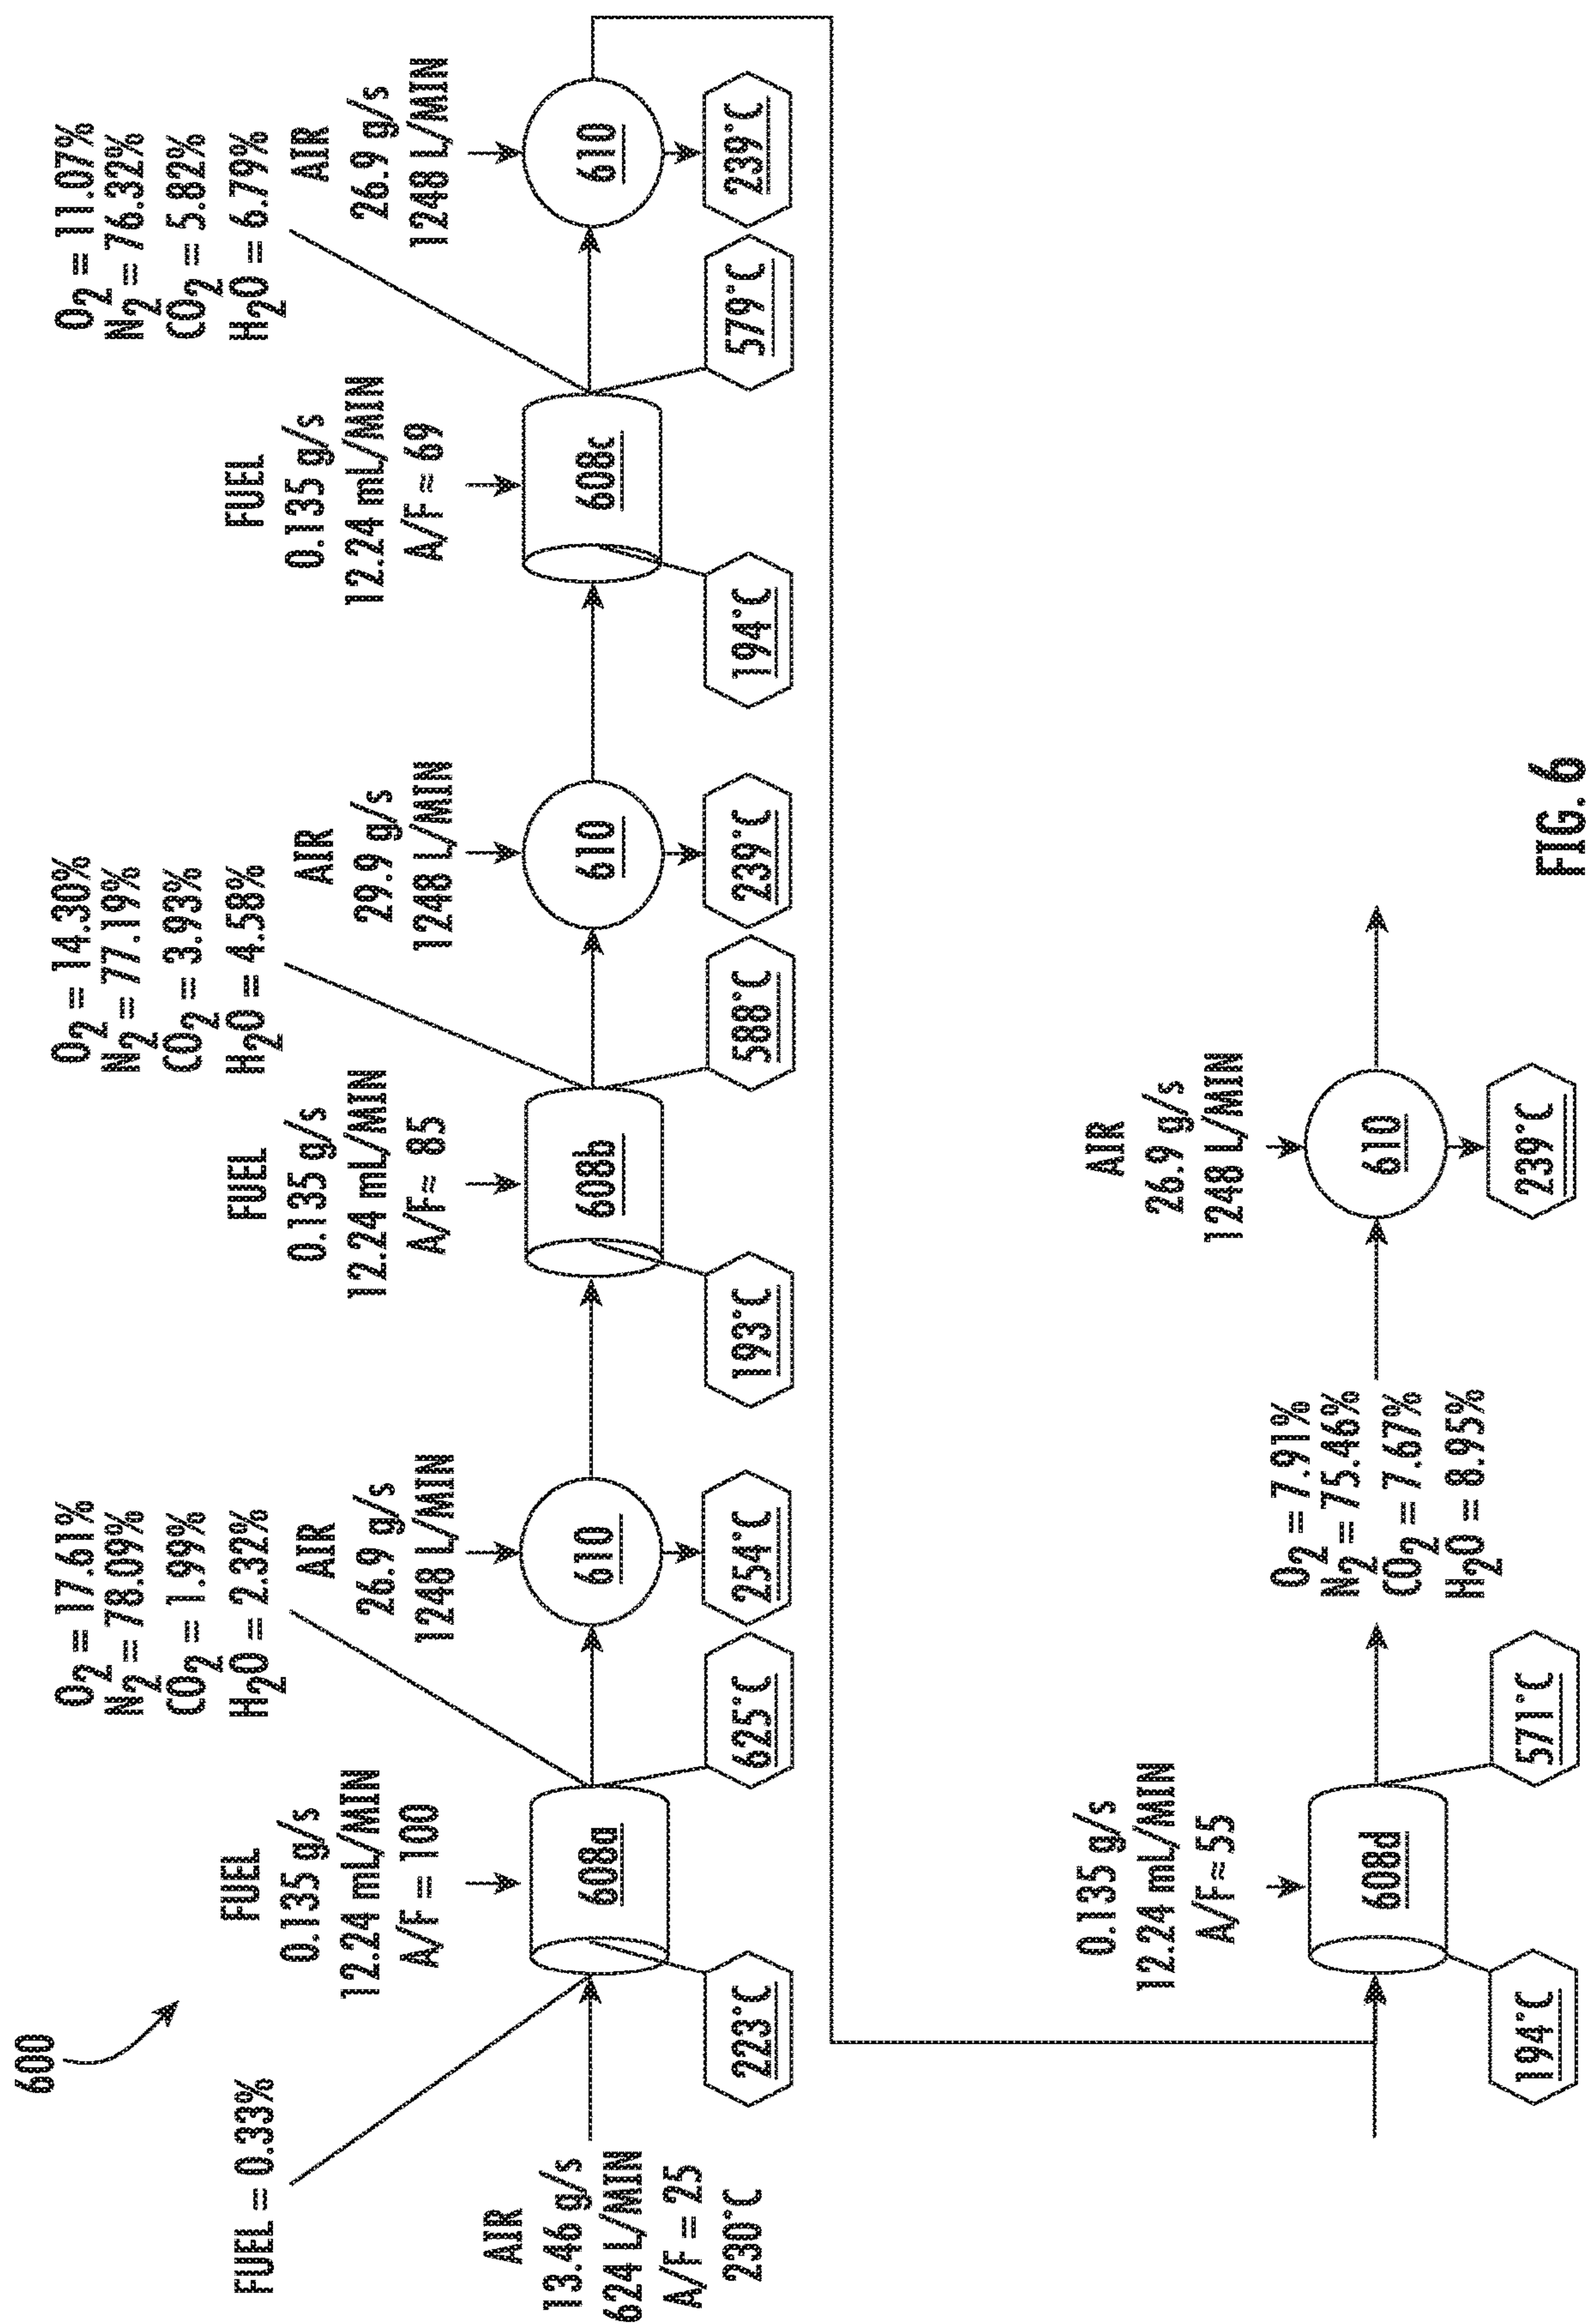 600
FUEL = 0.33%
AIR
13.46 g/s
624 L/MIN
A/F = 25
230°C
223°C
FUEL
0.135 g/s
12.24 mL/MIN
A/F = 100
608a
625°C
O2 = 17.61%
N2 = 78.09%
CO2 = 1.99%
H2O = 2.32%
AIR
26.9 g/s
1248 L/MIN
610
254°C
193°C
FUEL
0.135 g/s
12.24 mL/MIN
A/F ≈ 85
608b
588°C
O2 = 14.30%
N2 = 77.19%
CO2 = 3.93%
H2O = 4.58%
AIR
29.9 g/s
1248 L/MIN
610
239°C
194°C
FUEL
0.135 g/s
12.24 mL/MIN
A/F ≈ 69
608c
579°C
O2 = 11.07%
N2 = 76.32%
CO2 = 5.82%
H2O = 6.79%
AIR
26.9 g/s
1248 L/MIN
610
239°C
194°C
0.135 g/s
12.24 mL/MIN
A/F ≈ 55
608d
571°C
O2 = 7.91%
N2 = 75.46%
CO2 = 7.67%
H2O = 8.95%
AIR
26.9 g/s
1248 L/MIN
610
239°C
FIG. 6